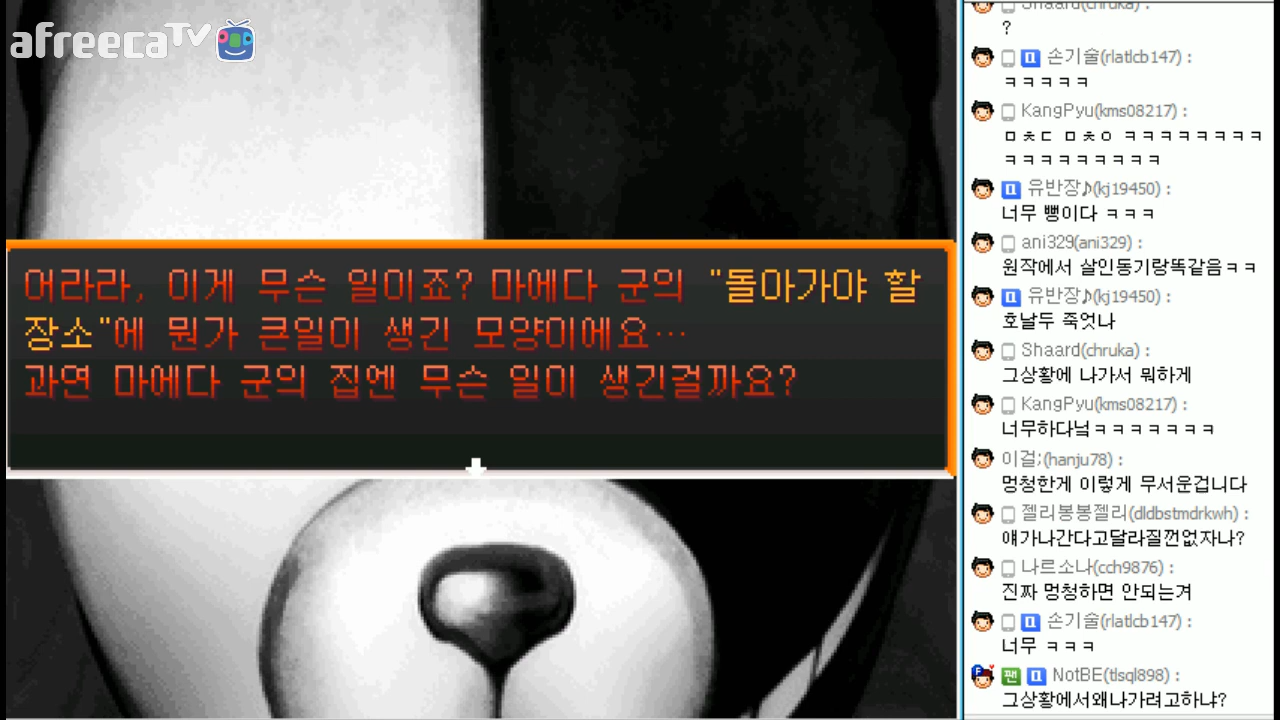 afreecaTV
어라라, 이게 무슨 일이죠? 마에다 군의 "돌아가야 할
장소"에 뭔가 큰일이 생긴 모양이에요…
과연 마에다 군의 집엔 무슨 일이 생긴걸까요?
Shaard(chruka) :
?
손기술(rlatlcb147) :
ㅋㅋㅋㅋㅋ
KangPyu(kms08217) :
ㅁㅊㄷ ㅁㅊㅇ ㅋㅋㅋㅋㅋㅋㅋㅋ
ㅋㅋㅋㅋㅋㅋㅋㅋㅋ
유반장♪(kj19450) :
너무 뻥이다 ㅋㅋㅋ
ani329(ani329) :
원작에서 살인동기랑똑같음ㅋㅋ
유반장♪(kj19450) :
호날두 죽엇나
Shaard(chruka) :
그상황에 나가서 뭐하게
KangPyu(kms08217) :
너무하다넠ㅋㅋㅋㅋㅋㅋㅋ
이걸;(hanju78) :
멍청한게 이렇게 무서운겁니다
젤리봉봉젤리(dldbstmdrkwh) :
얘가나간다고달라질껀없자나?
나르소나(cch9876) :
진짜 멍청하면 안되는겨
손기술(rlatlcb147) :
너무 ㅋㅋㅋ
팬 NotBE(tlsql898) :
그상황에서왜나가려고하냐?